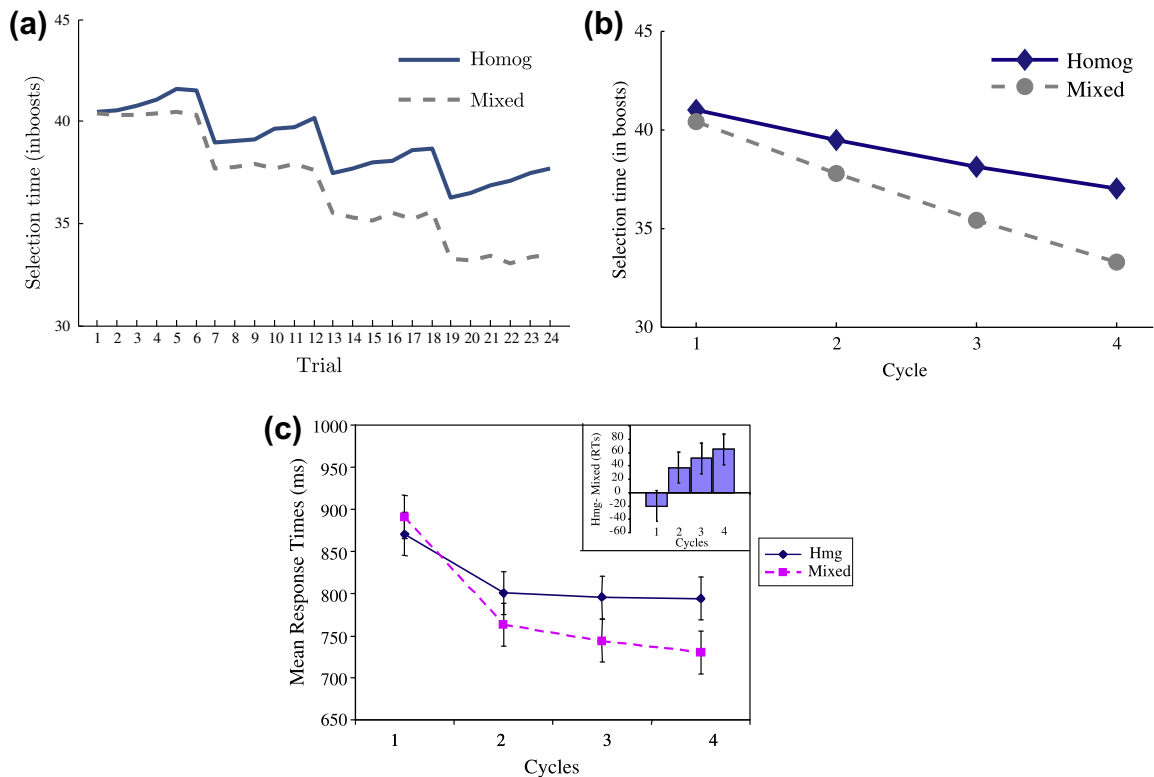 (a)
45
40
35
30
Selection time (inboosts)
Homog
Mixed
1 2 3 4 5 6 7 8 9 10 11 12 13 14 15 16 17 18 19 20 21 22 23 24
Trial
(b)
45
40
35
30
Selection time (in boosts)
Homog
Mixed
1 2 3 4
Cycle
(c)
1000
950
900
850
800
750
700
650
Mean Response Times (ms)
80
60
40
20
0
-20
-40
-60
Hmg- Mixed (RTs)
1 2 3 4
Cycles
Hmg
Mixed
1 2 3 4
Cycles